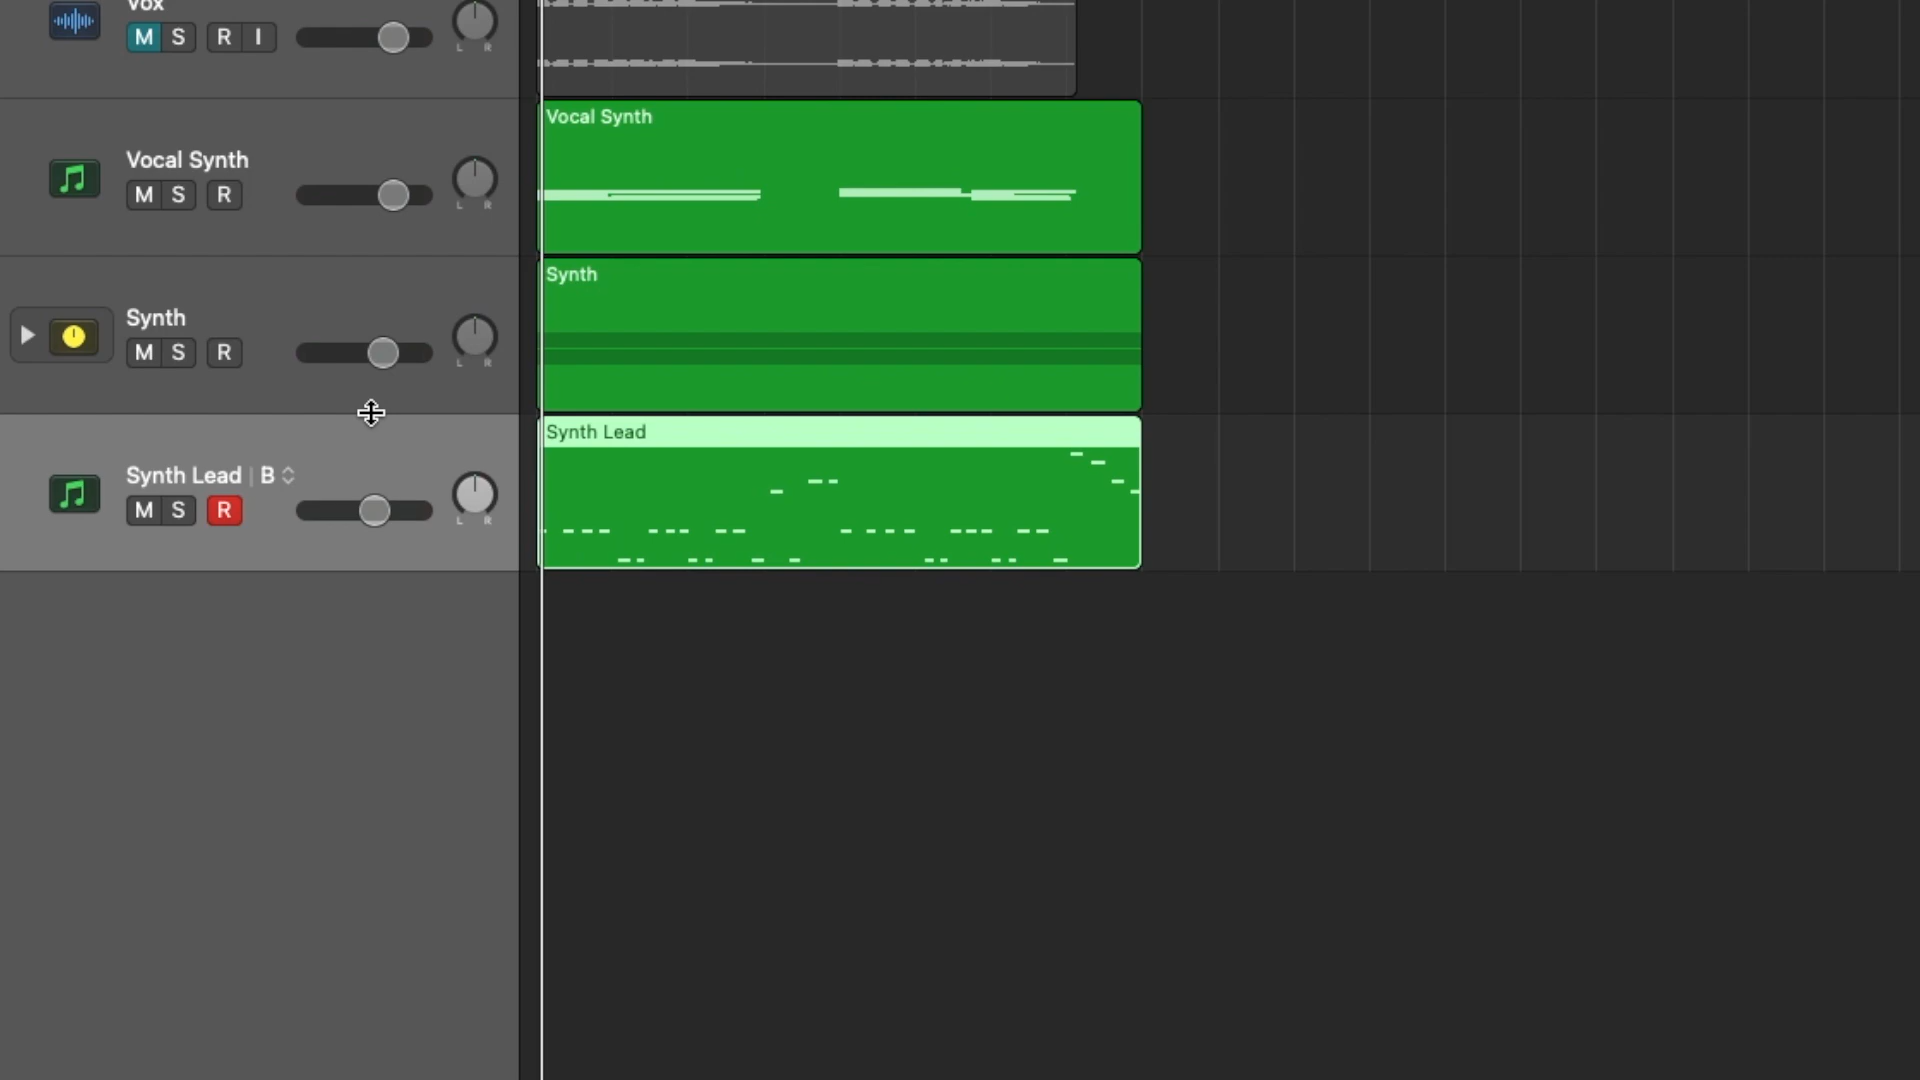 Vox
M S R I
L R
Vocal Synth
Vocal Synth
M S R
L R
Synth
Synth
M S R
L R
Synth Lead
Synth Lead | B
M S R
L R